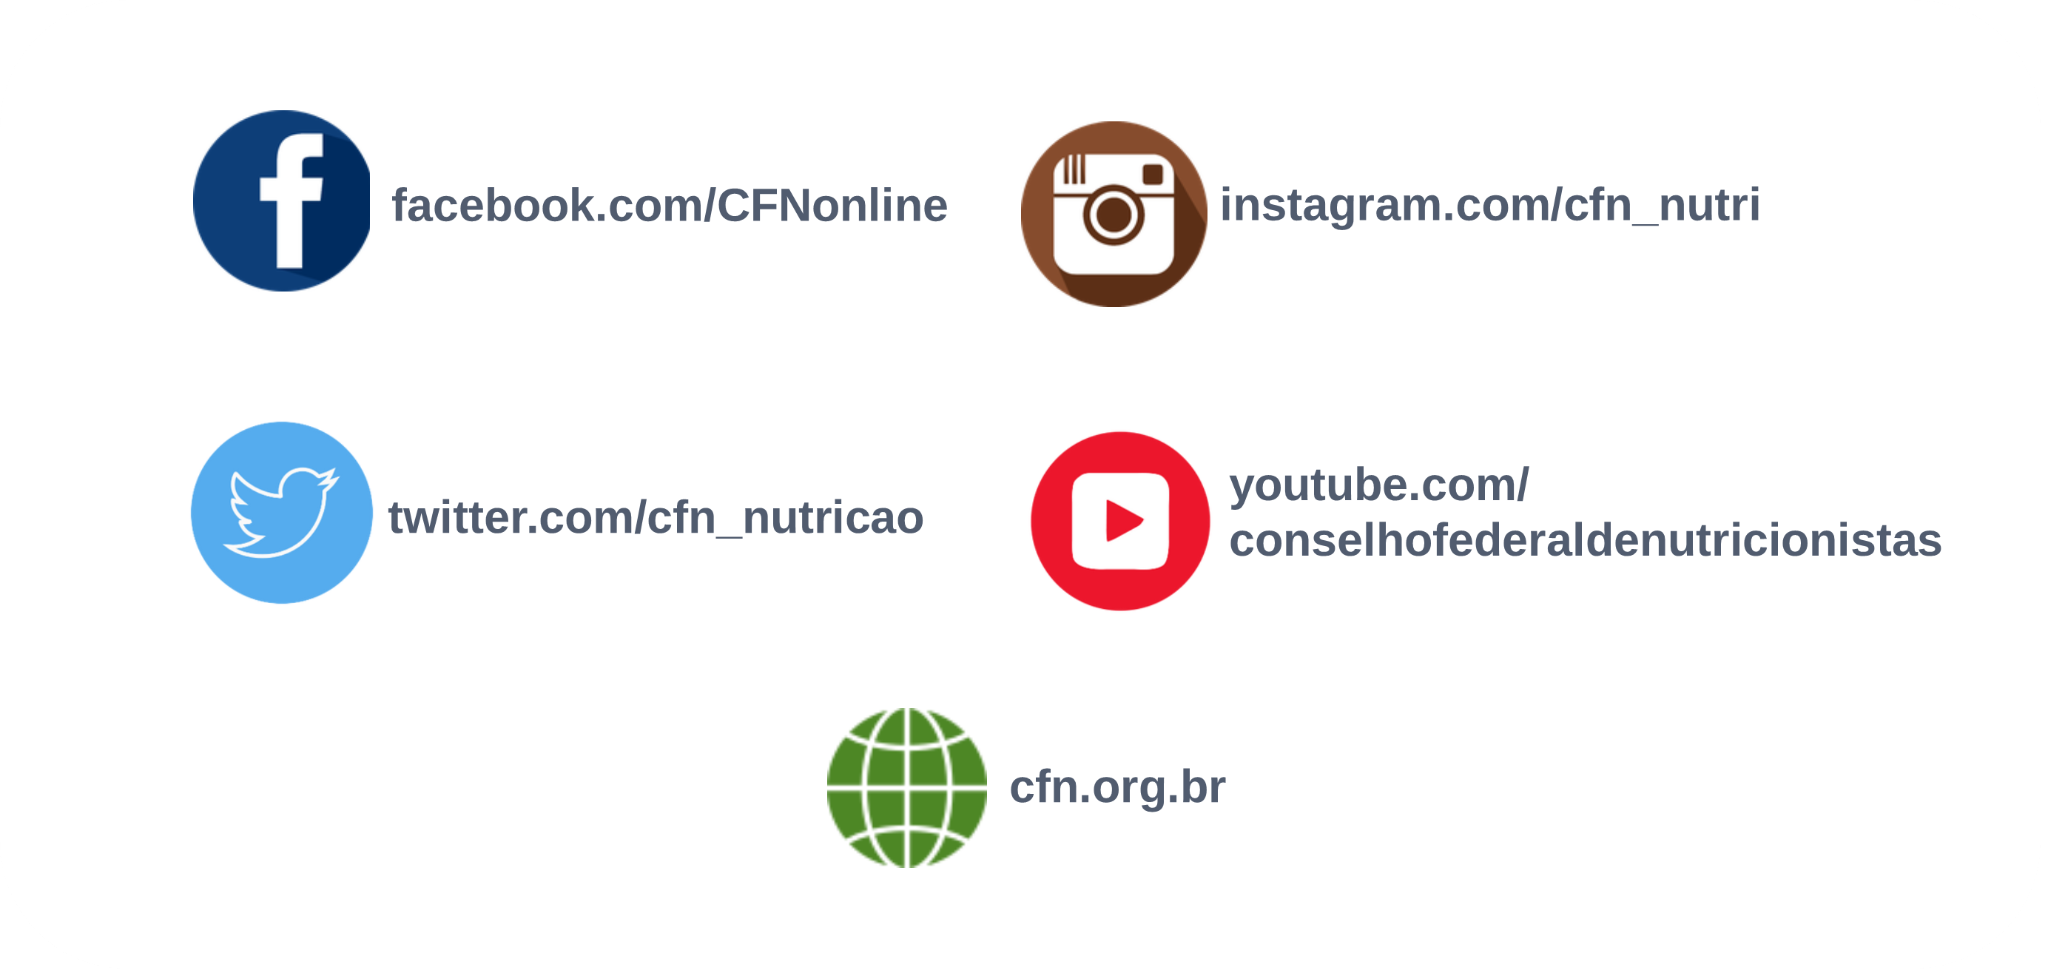 facebook.com/CFNonline
instagram.com/cfn_nutri
twitter.com/cfn_nutricao
youtube.com/
conselhofederaldenutricionistas
cfn.org.br